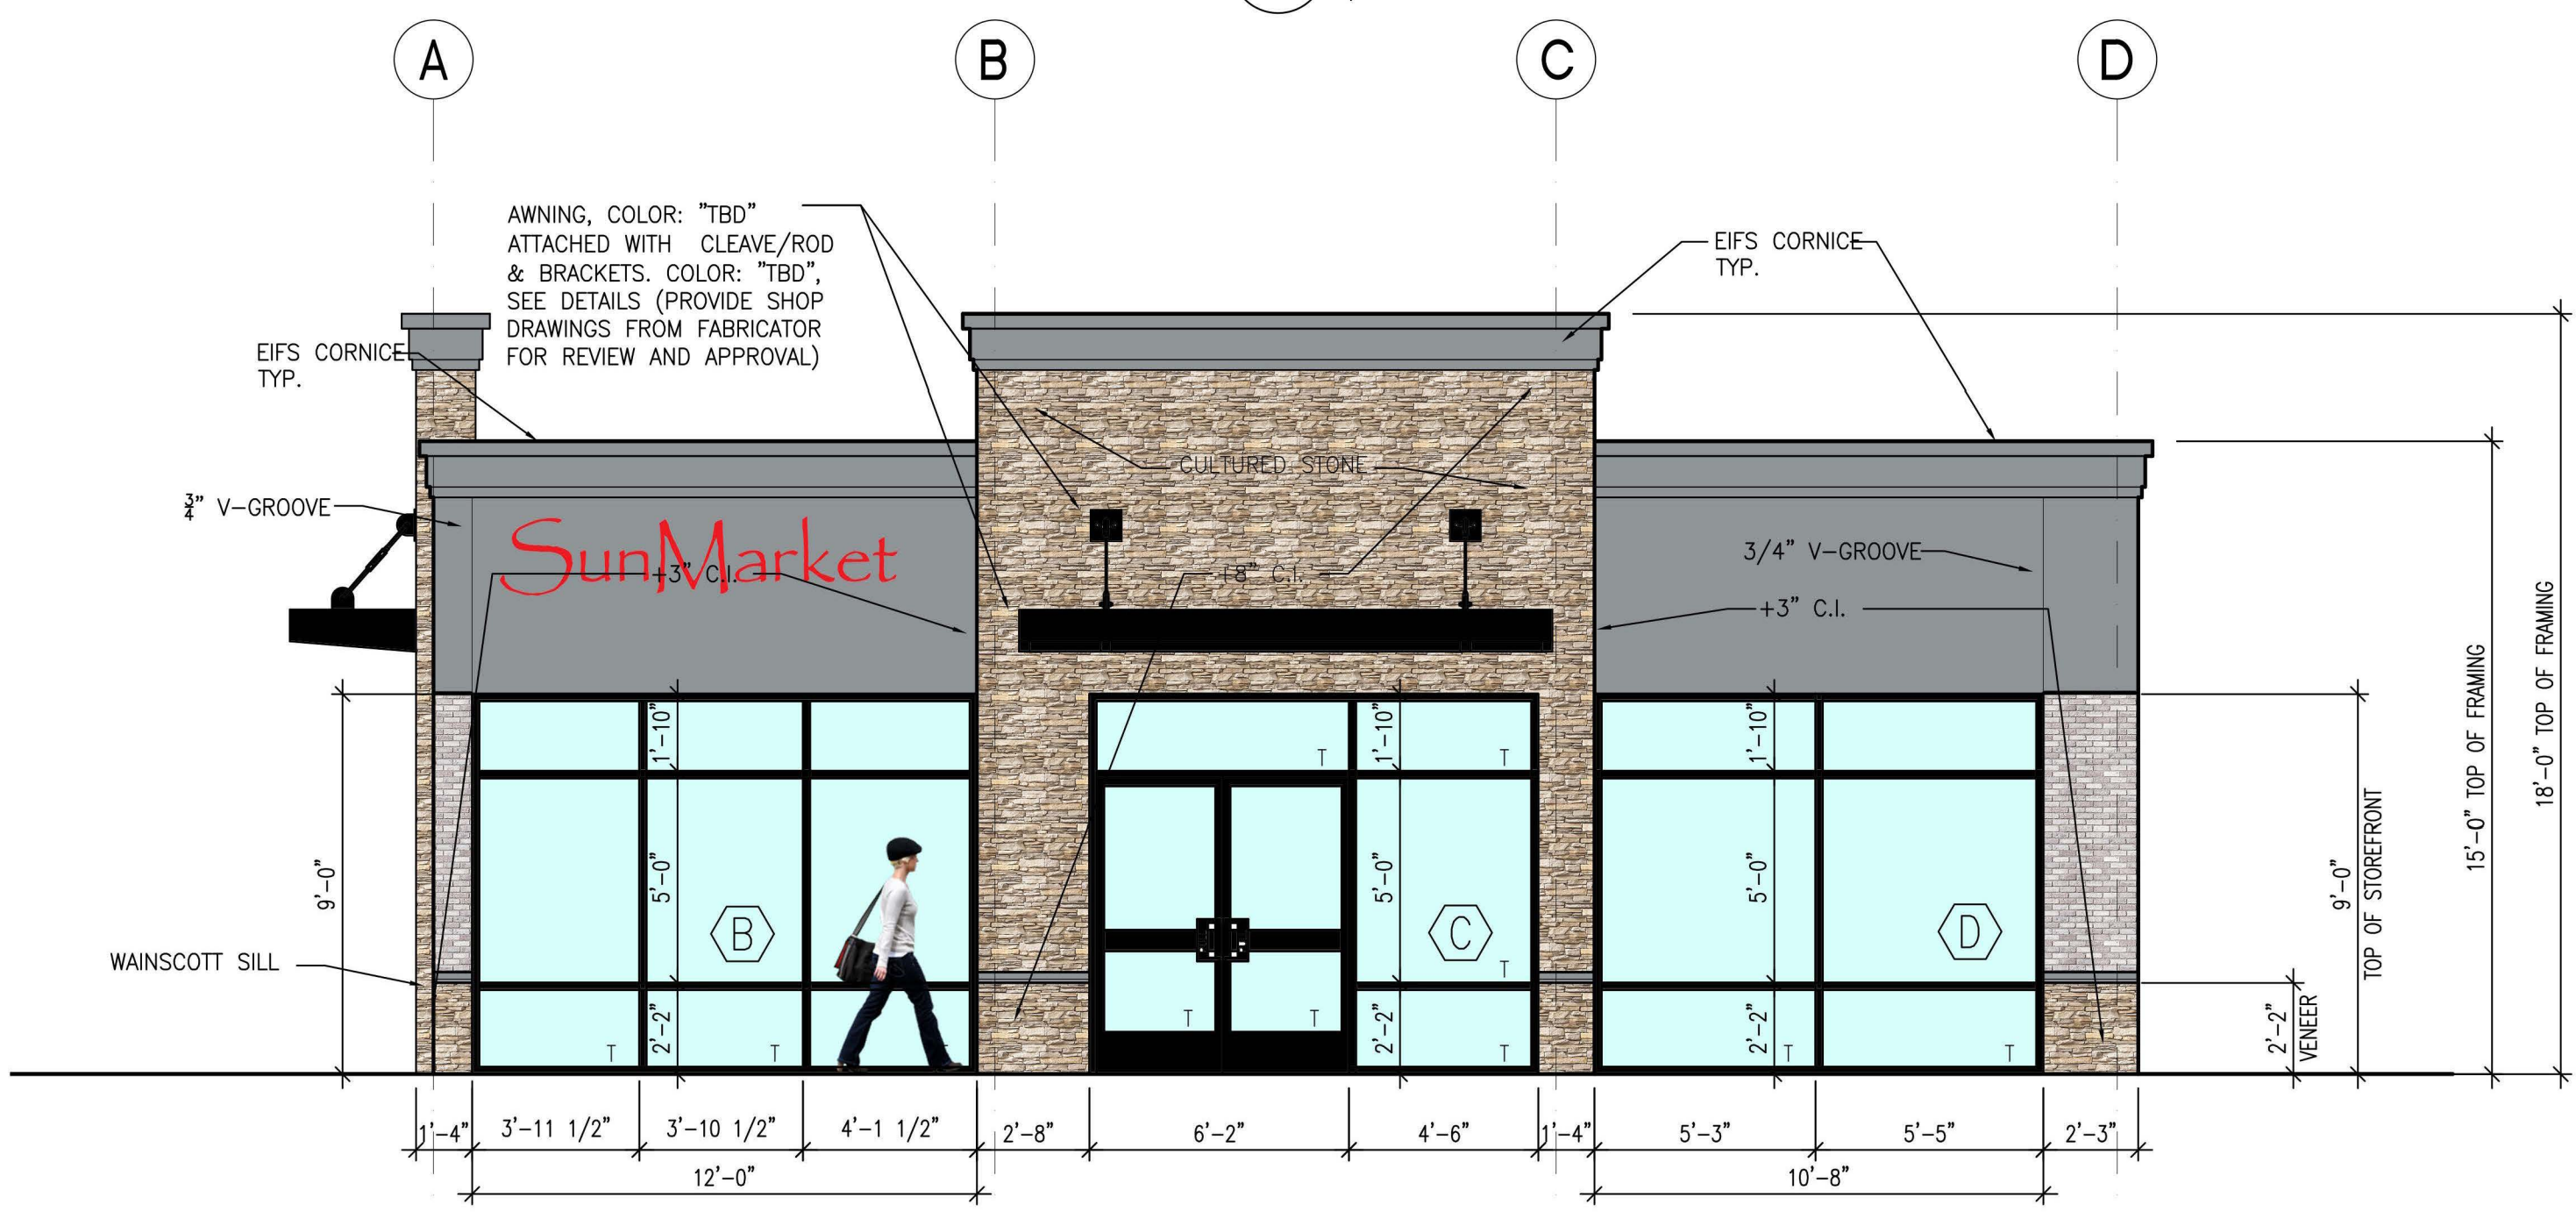 A
B
C
D
AWNING, COLOR: "TBD"
ATTACHED WITH CLEAVE/ROD
& BRACKETS. COLOR: "TBD",
SEE DETAILS (PROVIDE SHOP
DRAWINGS FROM FABRICATOR
FOR REVIEW AND APPROVAL)
EIFS CORNICE
TYP.
EIFS CORNICE
TYP.
CULTURED STONE
3/4" V-GROOVE
SunMarket
+3" C.I.
+8" C.I.
3/4" V-GROOVE
+3" C.I.
18'-0" TOP OF FRAMING
15'-0" TOP OF FRAMING
9'-0"
TOP OF STOREFRONT
2'-2"
VENEER
9'-0"
WAINSCOTT SILL
1'-10"
5'-0"
2'-2"
B
T
T
T
T
1'-10"
T
5'-0"
C
T
2'-2"
T
T
T
1'-10"
5'-0"
D
2'-2"
T
T
1'-4"
3'-11 1/2"
3'-10 1/2"
4'-1 1/2"
2'-8"
6'-2"
4'-6"
1'-4"
5'-3"
5'-5"
2'-3"
12'-0"
10'-8"